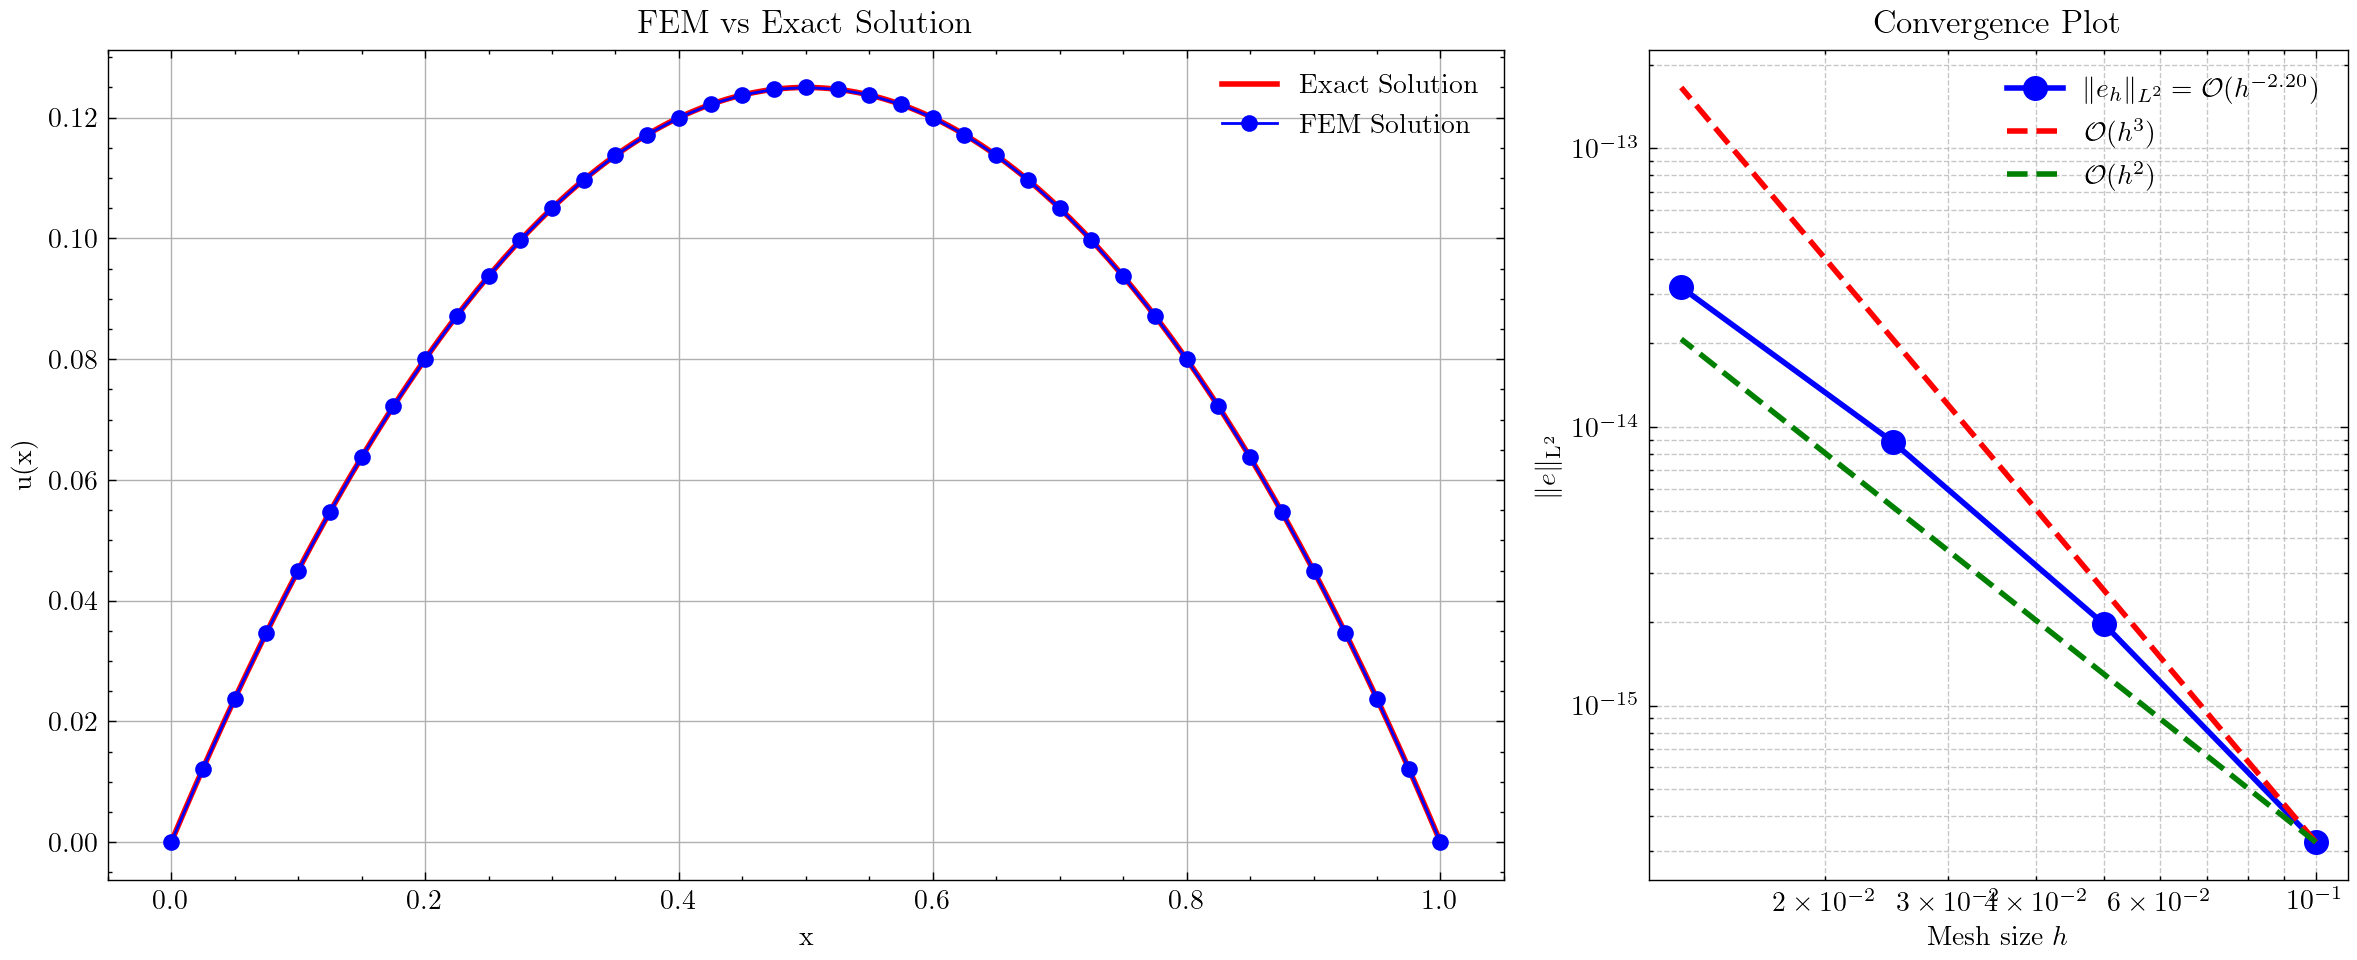 FEM vs Exact Solution
Exact Solution
FEM Solution
0.12
0.10
0.08
0.06
0.04
0.02
0.00
u(x)
0.0 0.2 0.4 0.6 0.8 1.0
x
Convergence Plot
‖e_h‖_{L^2} = 𝒪(h^{−2.20})
𝒪(h^3)
𝒪(h^2)
10^{−13}
10^{−14}
10^{−15}
‖e‖_{L^2}
2 × 10^{−2} 3 × 10^{−2} 4 × 10^{−2} 6 × 10^{−2} 10^{−1}
Mesh size h